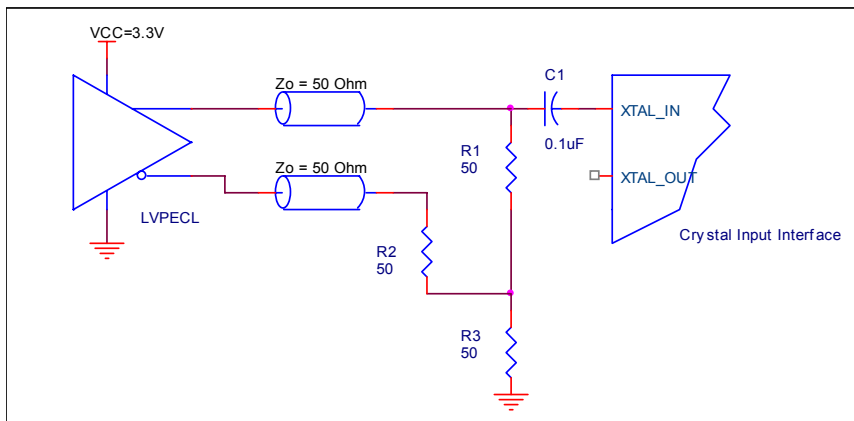 VCC=3.3V
Zo = 50 Ohm
C1
0.1uF
XTAL_IN
R1
50
Zo = 50 Ohm
XTAL_OUT
LVPECL
Crystal Input Interface
R2
50
R3
50